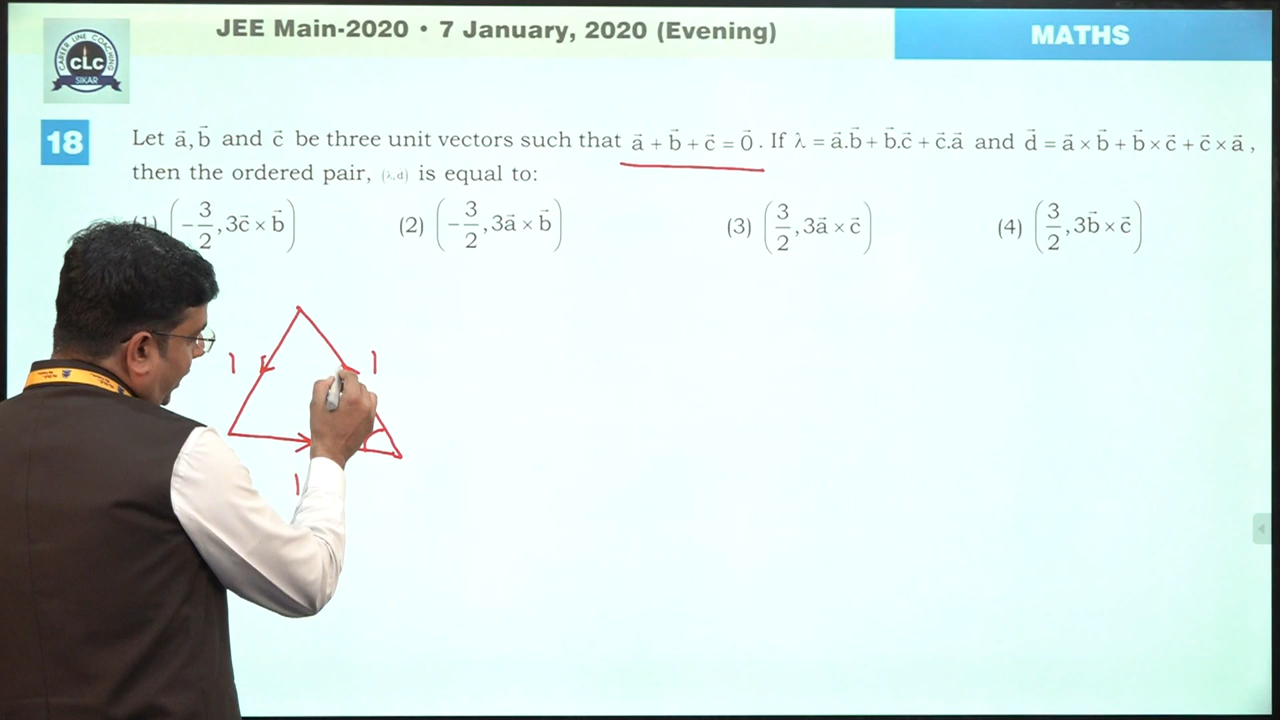 JEE Main-2020 • 7 January, 2020 (Evening)
MATHS
CAREER LINE COACHING
CLC
SIKAR
18
Let a⃗, b⃗ and c⃗ be three unit vectors such that a⃗ + b⃗ + c⃗ = 0⃗. If λ = a⃗.b⃗ + b⃗.c⃗ + c⃗.a⃗ and d⃗ = a⃗ × b⃗ + b⃗ × c⃗ + c⃗ × a⃗,
then the ordered pair, (λ,d) is equal to:
(1) (-3/2, 3c⃗ × b⃗) (2) (-3/2, 3a⃗ × b⃗) (3) (3/2, 3a⃗ × c⃗) (4) (3/2, 3b⃗ × c⃗)
1 1
1